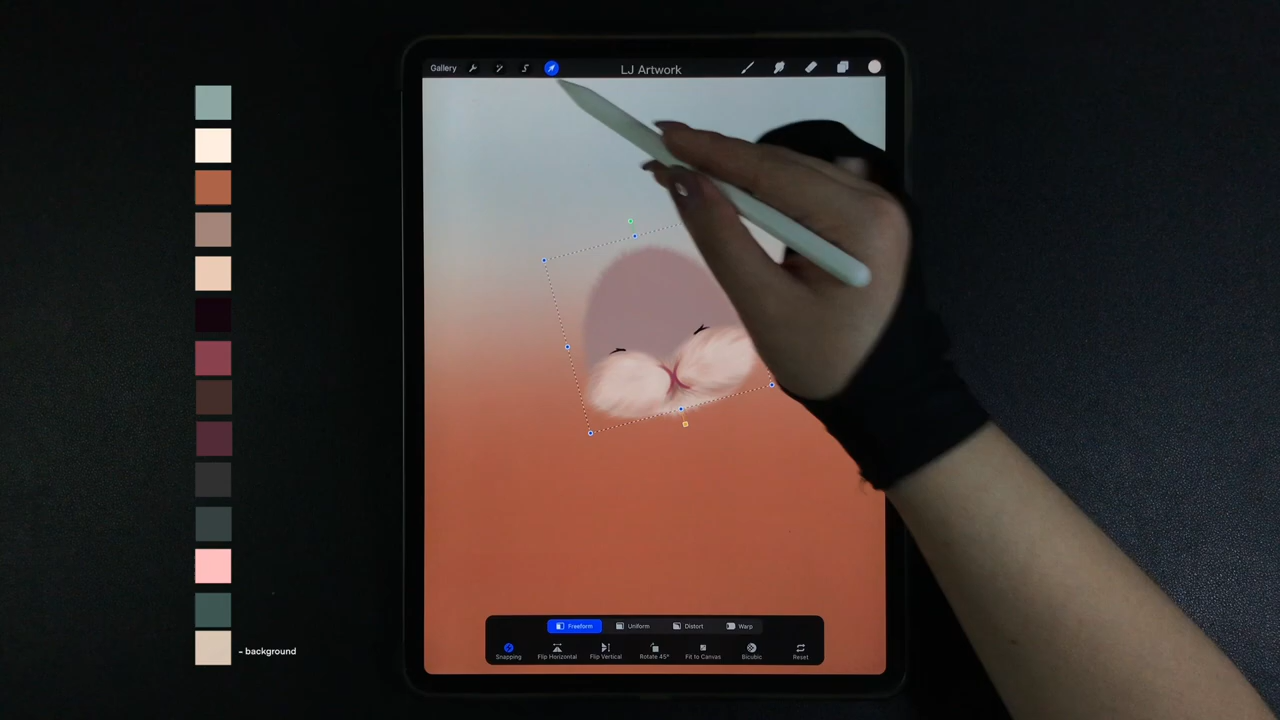 Gallery
LJ Artwork
Freeform Uniform Distort Warp
Snapping Flip Horizontal Flip Vertical Rotate 45° Fit to Canvas Bicubic Reset
- background